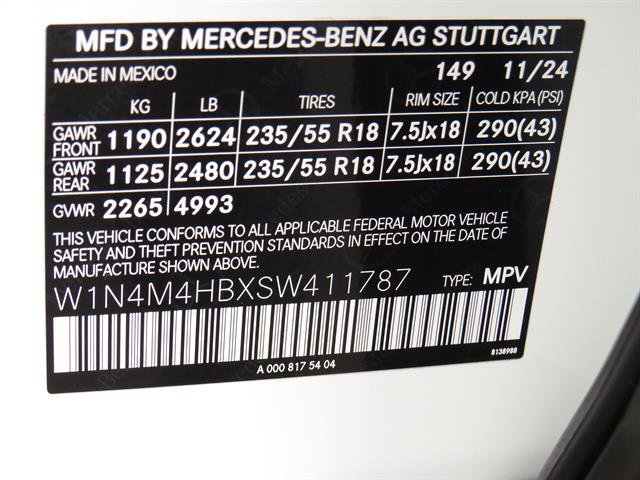 MFD BY MERCEDES-BENZ AG STUTTGART
MADE IN MEXICO 149 11/24
KG LB TIRES RIM SIZE COLD KPA(PSI)
GAWR FRONT 1190 2624 235/55 R18 7.5Jx18 290(43)
GAWR REAR 1125 2480 235/55 R18 7.5Jx18 290(43)
GVWR 2265 4993
THIS VEHICLE CONFORMS TO ALL APPLICABLE FEDERAL MOTOR VEHICLE
SAFETY AND THEFT PREVENTION STANDARDS IN EFFECT ON THE DATE OF
MANUFACTURE SHOWN ABOVE.
W1N4M4HBXSW411787 TYPE: MPV
A 000 817 54 04 8138988